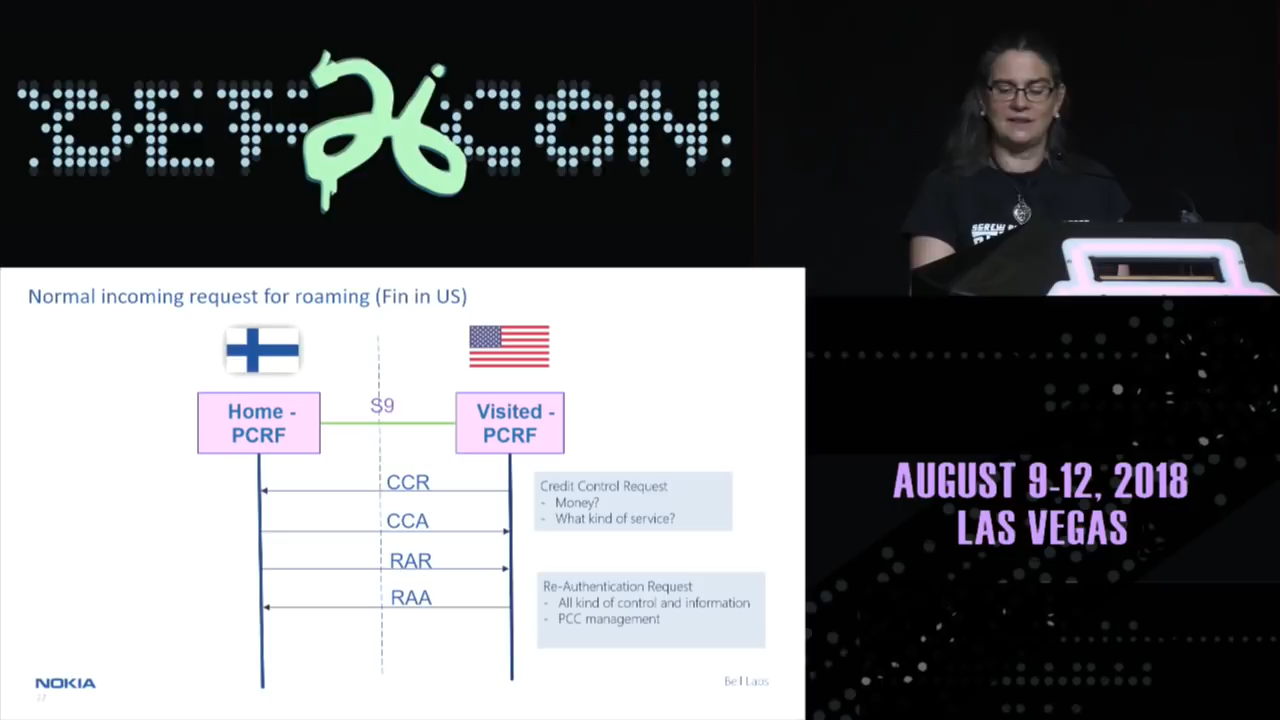 DEF CON
26
SCREW
Normal incoming request for roaming (Fin in US)
Home -
PCRF
S9
Visited -
PCRF
CCR
CCA
RAR
RAA
Credit Control Request
- Money?
- What kind of service?
Re-Authentication Request
- All kind of control and information
- PCC management
NOKIA
Bell Labs
AUGUST 9-12, 2018
LAS VEGAS